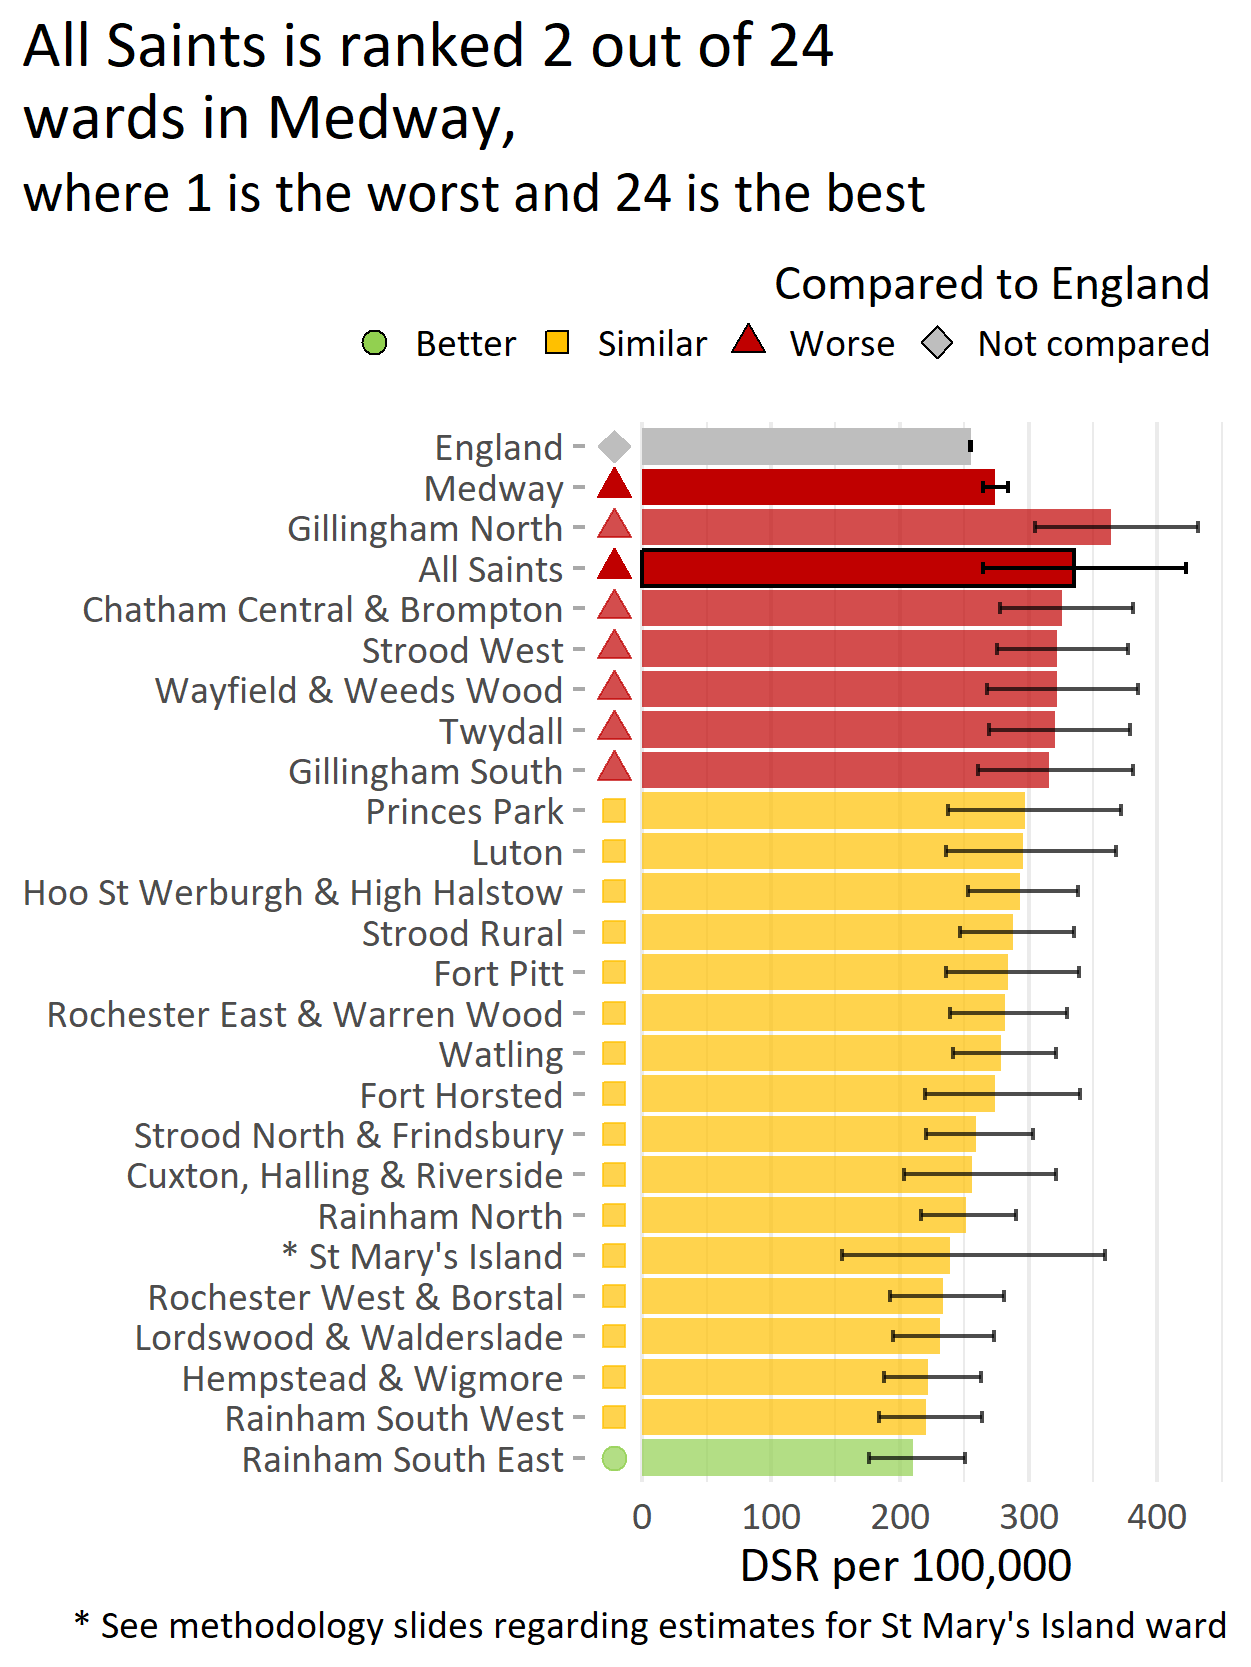 All Saints is ranked 2 out of 24
wards in Medway,
where 1 is the worst and 24 is the best
Compared to England
Better Similar Worse Not compared
England
Medway
Gillingham North
All Saints
Chatham Central & Brompton
Strood West
Wayfield & Weeds Wood
Twydall
Gillingham South
Princes Park
Luton
Hoo St Werburgh & High Halstow
Strood Rural
Fort Pitt
Rochester East & Warren Wood
Watling
Fort Horsted
Strood North & Frindsbury
Cuxton, Halling & Riverside
Rainham North
* St Mary's Island
Rochester West & Borstal
Lordswood & Walderslade
Hempstead & Wigmore
Rainham South West
Rainham South East
0 100 200 300 400
DSR per 100,000
* See methodology slides regarding estimates for St Mary's Island ward